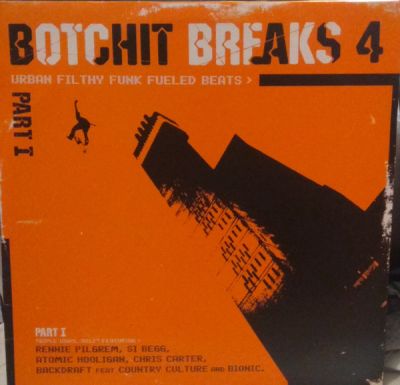 BOTCHIT BREAKS 4
URBAN FILTHY FUNK FUELED BEATS >
PART I
PART I
FEATURING >
RENNIE PILGREM, SI BEGG,
ATOMIC HOOLIGAN, CHRIS CARTER,
BACKDRAFT FEAT COUNTRY CULTURE AND BIONIC.